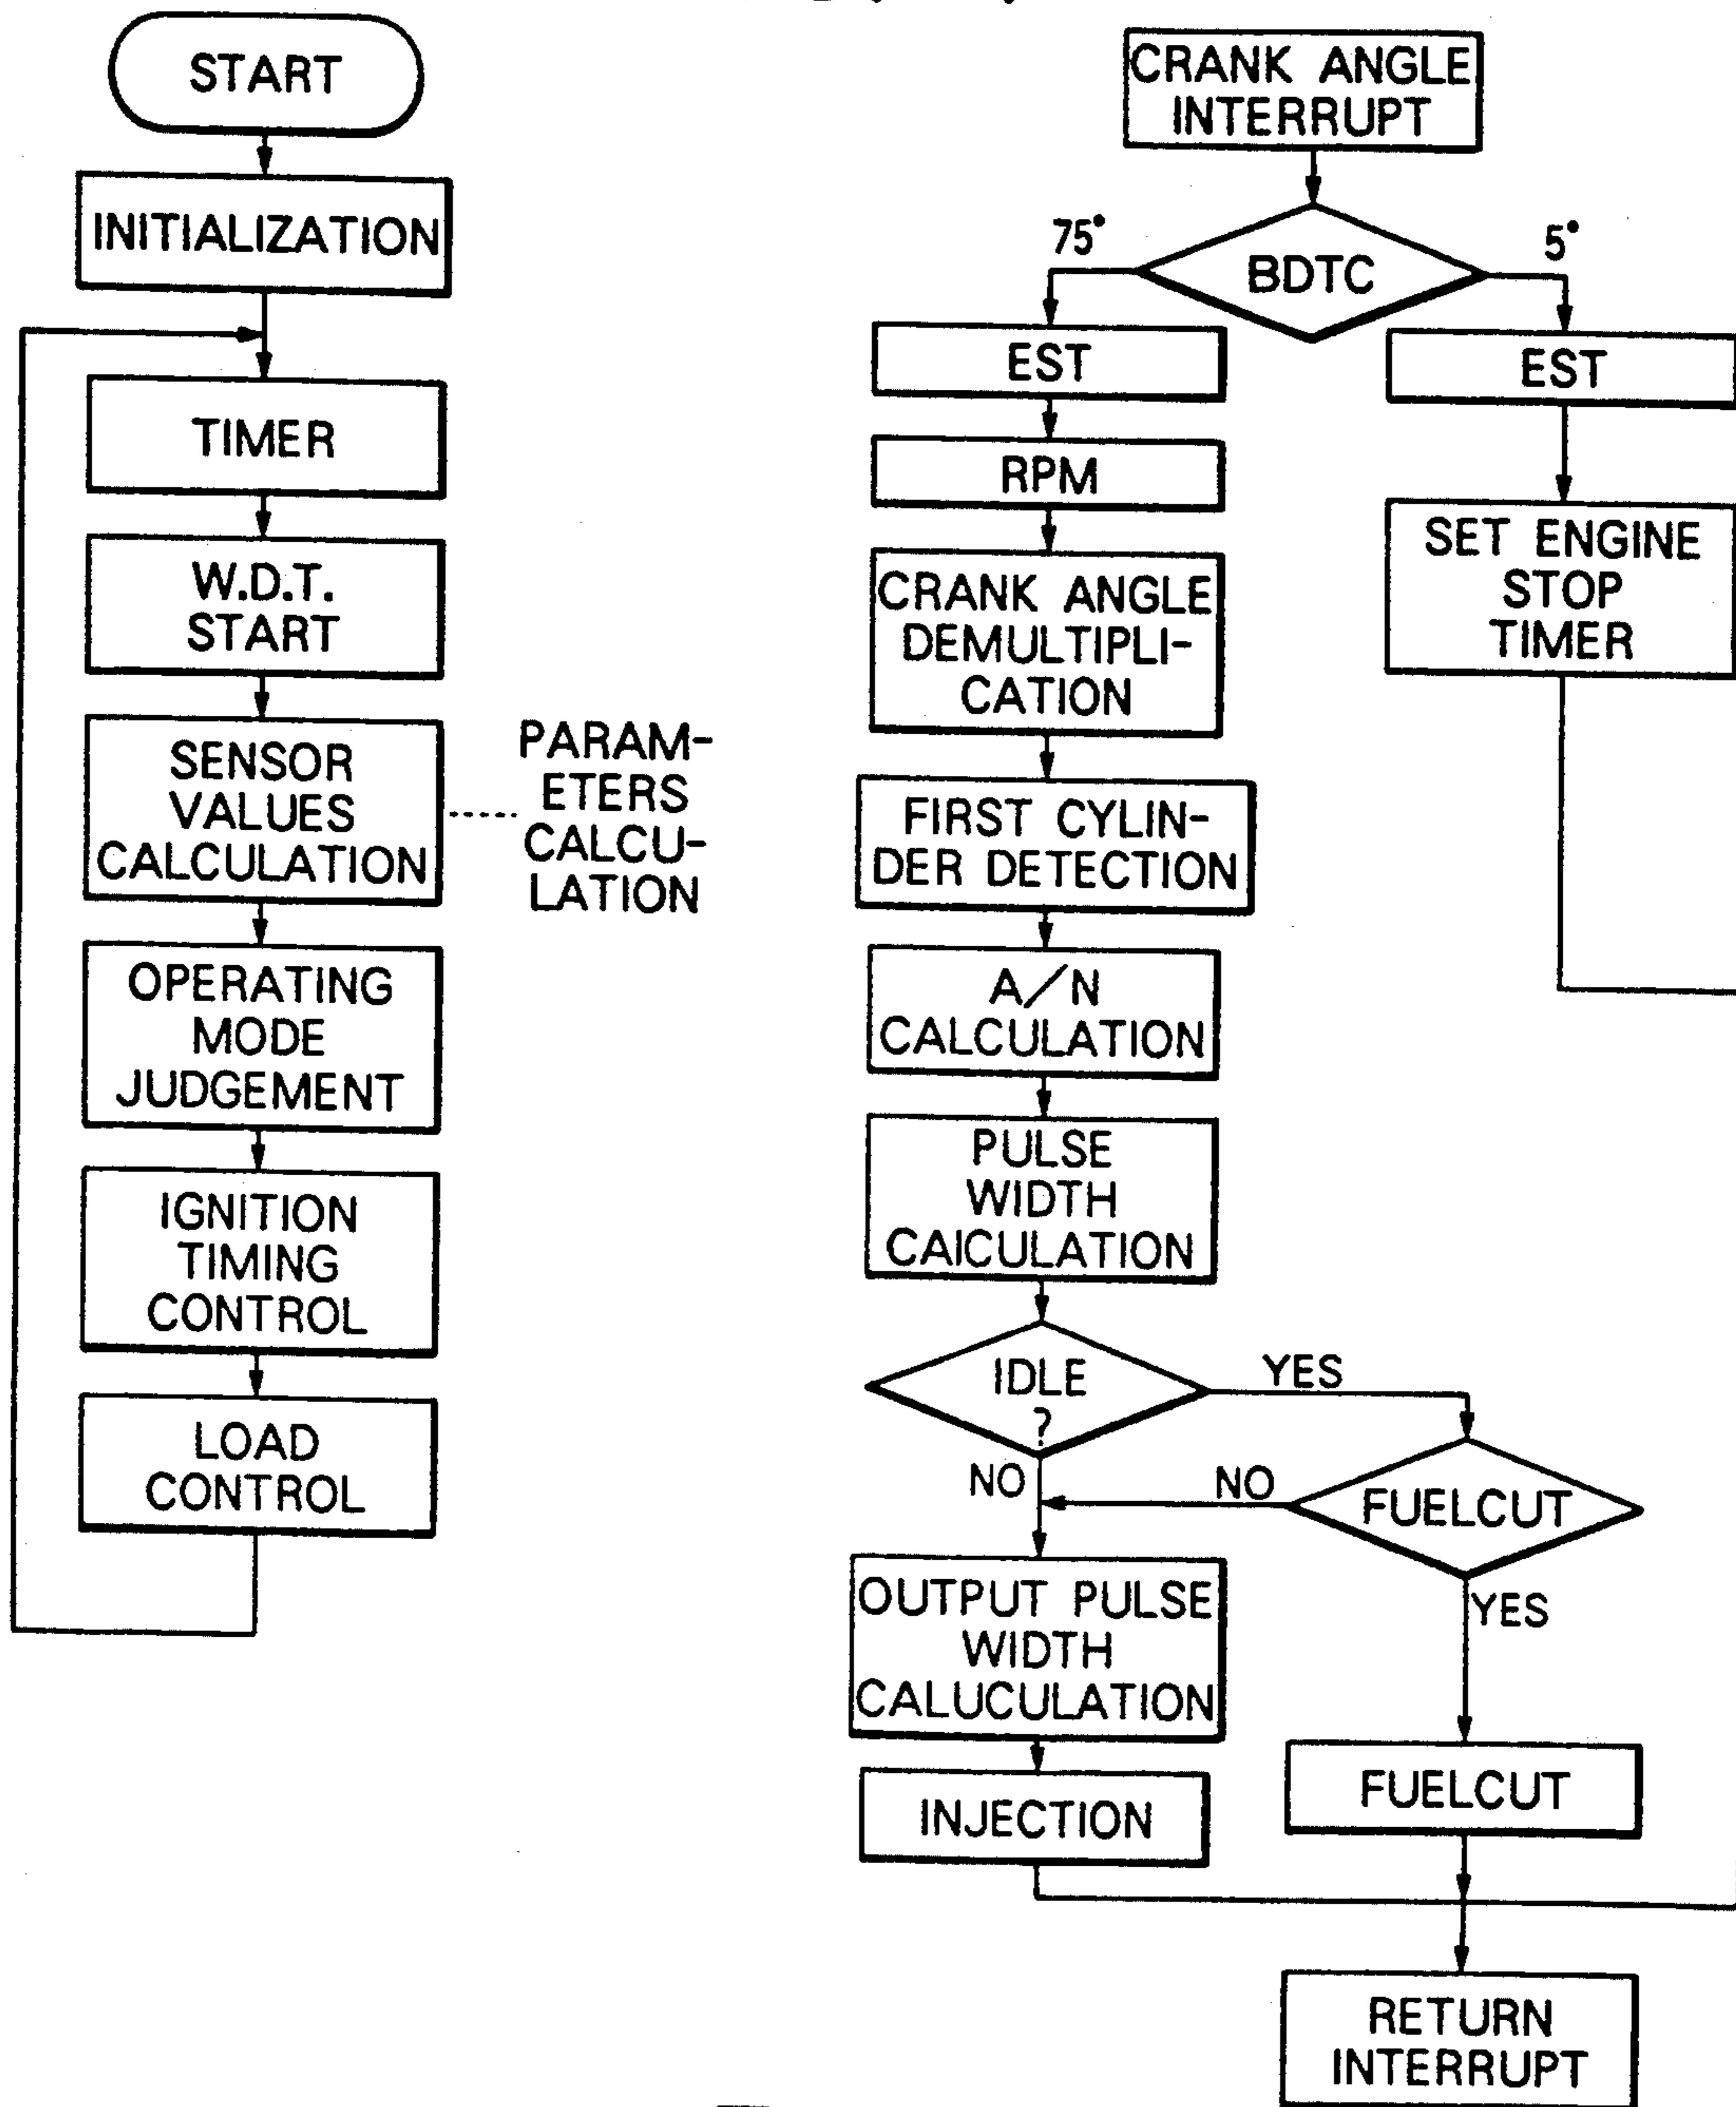 START
INITIALIZATION
TIMER
W.D.T.
START
SENSOR
VALUES
CALCULATION
PARAM-
ETERS
CALCU-
LATION
OPERATING
MODE
JUDGEMENT
IGNITION
TIMING
CONTROL
LOAD
CONTROL
CRANK ANGLE
INTERRUPT
75°
BDTC
5°
EST
EST
RPM
SET ENGINE
STOP
TIMER
CRANK ANGLE
DEMULTIPLI-
CATION
FIRST CYLIN-
DER DETECTION
A/N
CALCULATION
PULSE
WIDTH
CAICULATION
IDLE
?
YES
NO
NO
FUELCUT
YES
OUTPUT PULSE
WIDTH
CALUCULATION
INJECTION
FUELCUT
RETURN
INTERRUPT